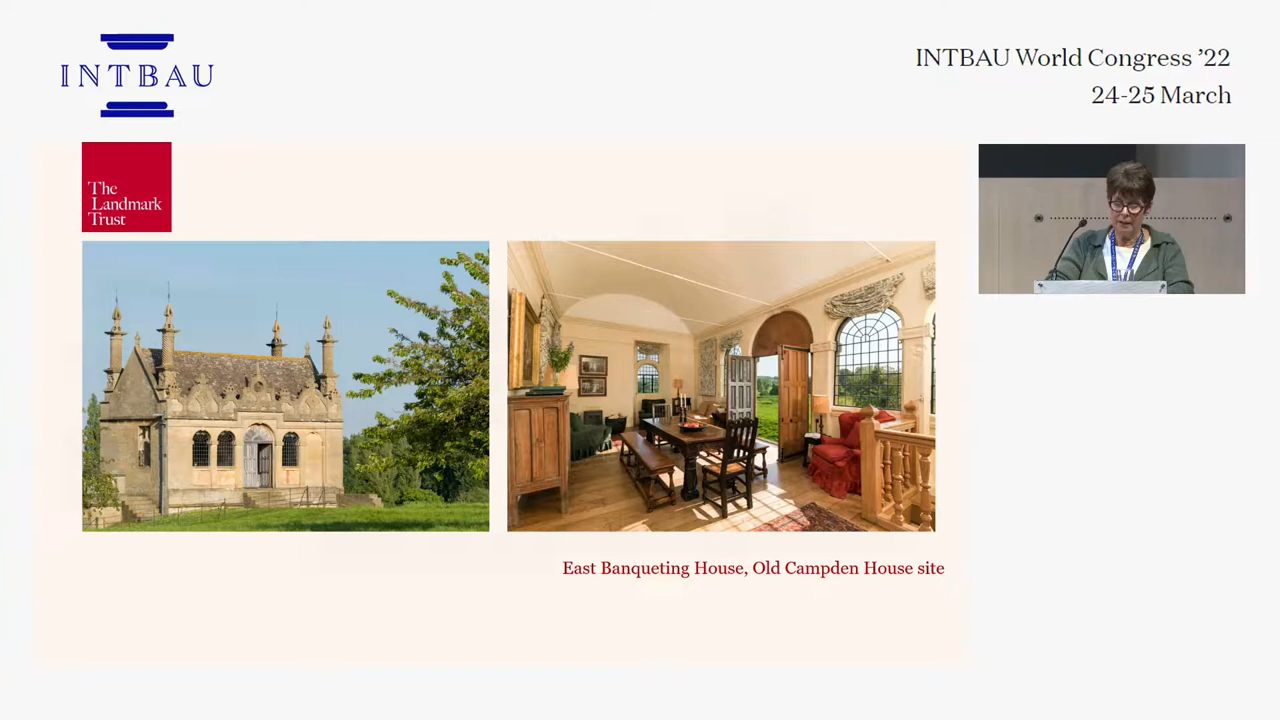 INTBAU
INTBAU World Congress ’22
24-25 March
The
Landmark
Trust
East Banqueting House, Old Campden House site